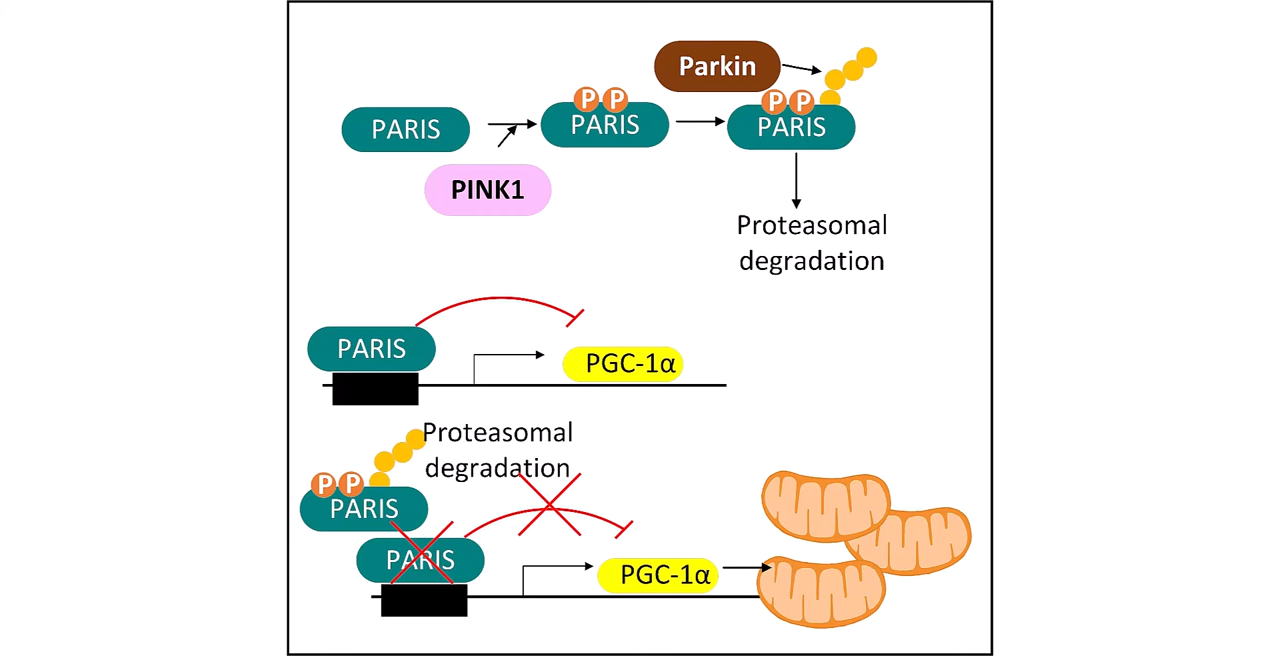 Parkin
P P
P P
PARIS
PARIS
PARIS
PINK1
Proteasomal
degradation
PARIS
PGC-1α
Proteasomal
degradation
P P
PARIS
PARIS
PGC-1α